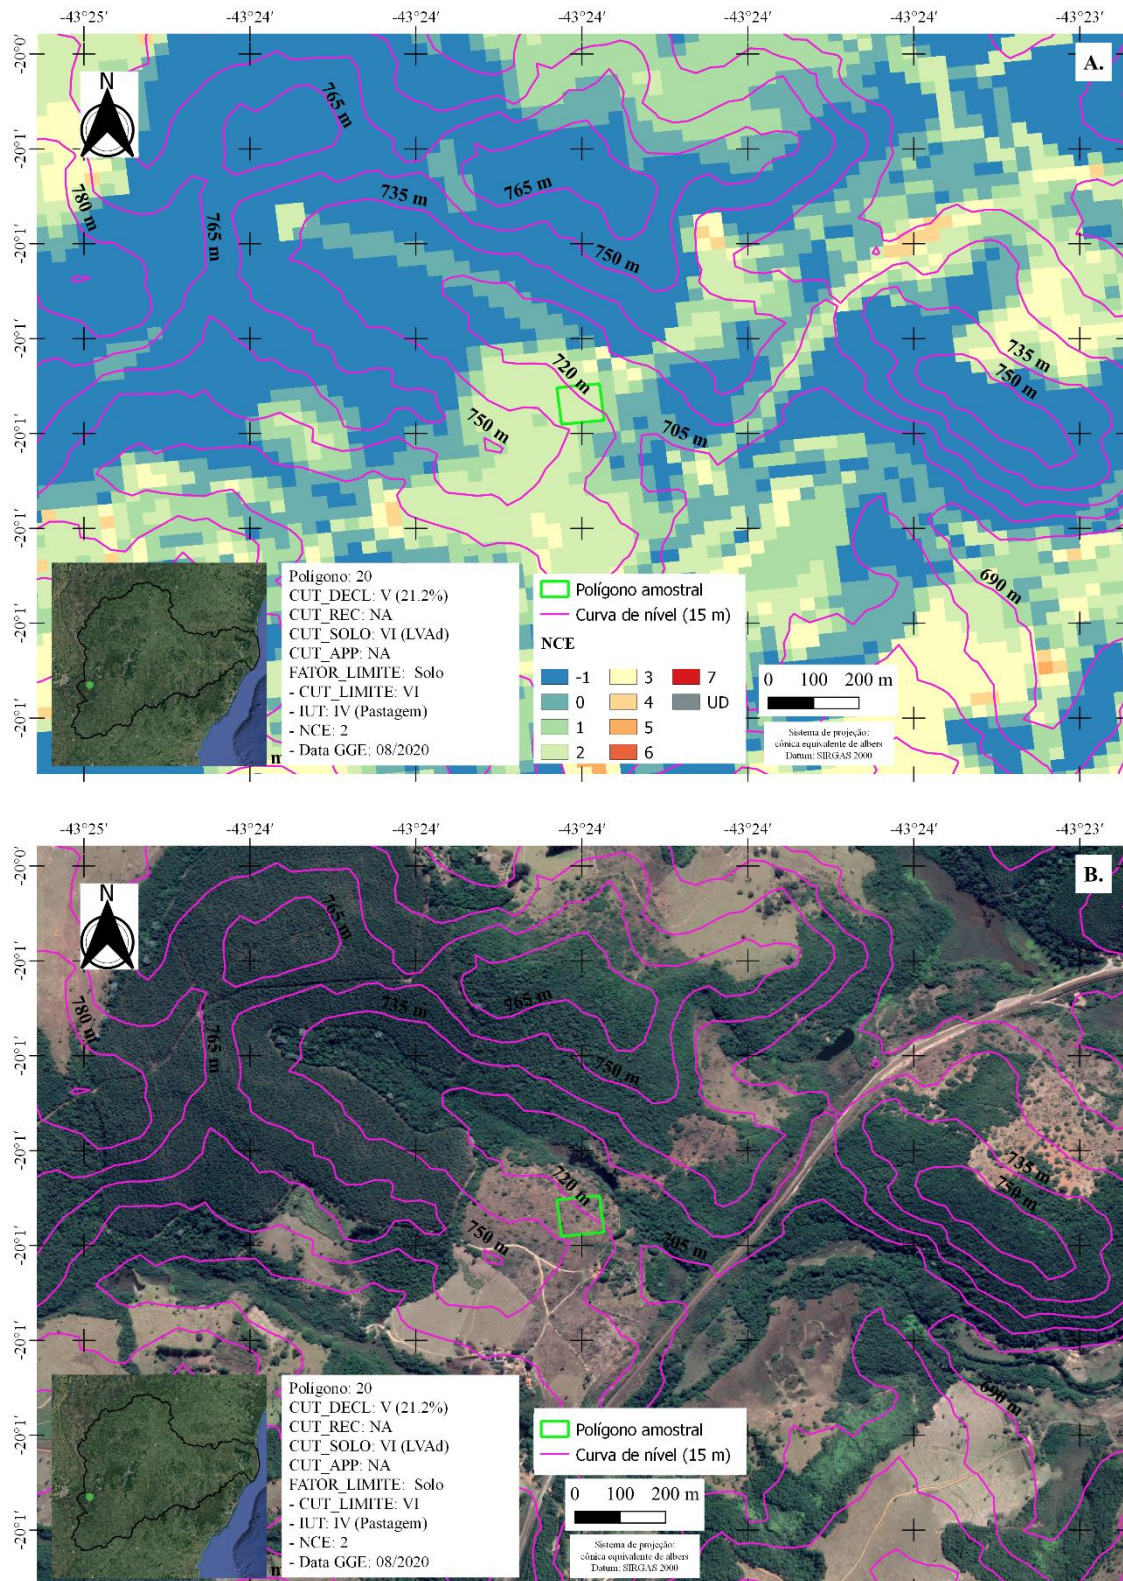 -43°25' -43°24' -43°24' -43°24' -43°24' -43°24' -43°23'
-20°0'
-20°1'
-20°1'
-20°1'
-20°1'
-20°1'
-20°1'
-20°1'
A.
N
765 m
780 m
765 m
735 m
765 m
750 m
720 m
750 m
705 m
735 m
750 m
690 m
Polígono: 20
CUT_DECL: V (21.2%)
CUT_REC: NA
CUT_SOLO: VI (LVAd)
CUT_APP: NA
FATOR_LIMITE: Solo
- CUT_LIMITE: VI
- IUT: IV (Pastagem)
- NCE: 2
- Data GGE: 08/2020
Polígono amostral
Curva de nível (15 m)
NCE
-1 3 7
0 4 UD
1 5
2 6
0 100 200 m
Sistema de projeção:
cônica equivalente de albers
Datum: SIRGAS 2000
-43°25' -43°24' -43°24' -43°24' -43°24' -43°24' -43°23'
-20°0'
-20°1'
-20°1'
-20°1'
-20°1'
-20°1'
-20°1'
-20°1'
B.
N
765 m
780 m
765 m
735 m
765 m
750 m
720 m
750 m
705 m
735 m
750 m
690 m
Polígono: 20
CUT_DECL: V (21.2%)
CUT_REC: NA
CUT_SOLO: VI (LVAd)
CUT_APP: NA
FATOR_LIMITE: Solo
- CUT_LIMITE: VI
- IUT: IV (Pastagem)
- NCE: 2
- Data GGE: 08/2020
Polígono amostral
Curva de nível (15 m)
0 100 200 m
Sistema de projeção:
cônica equivalente de albers
Datum: SIRGAS 2000